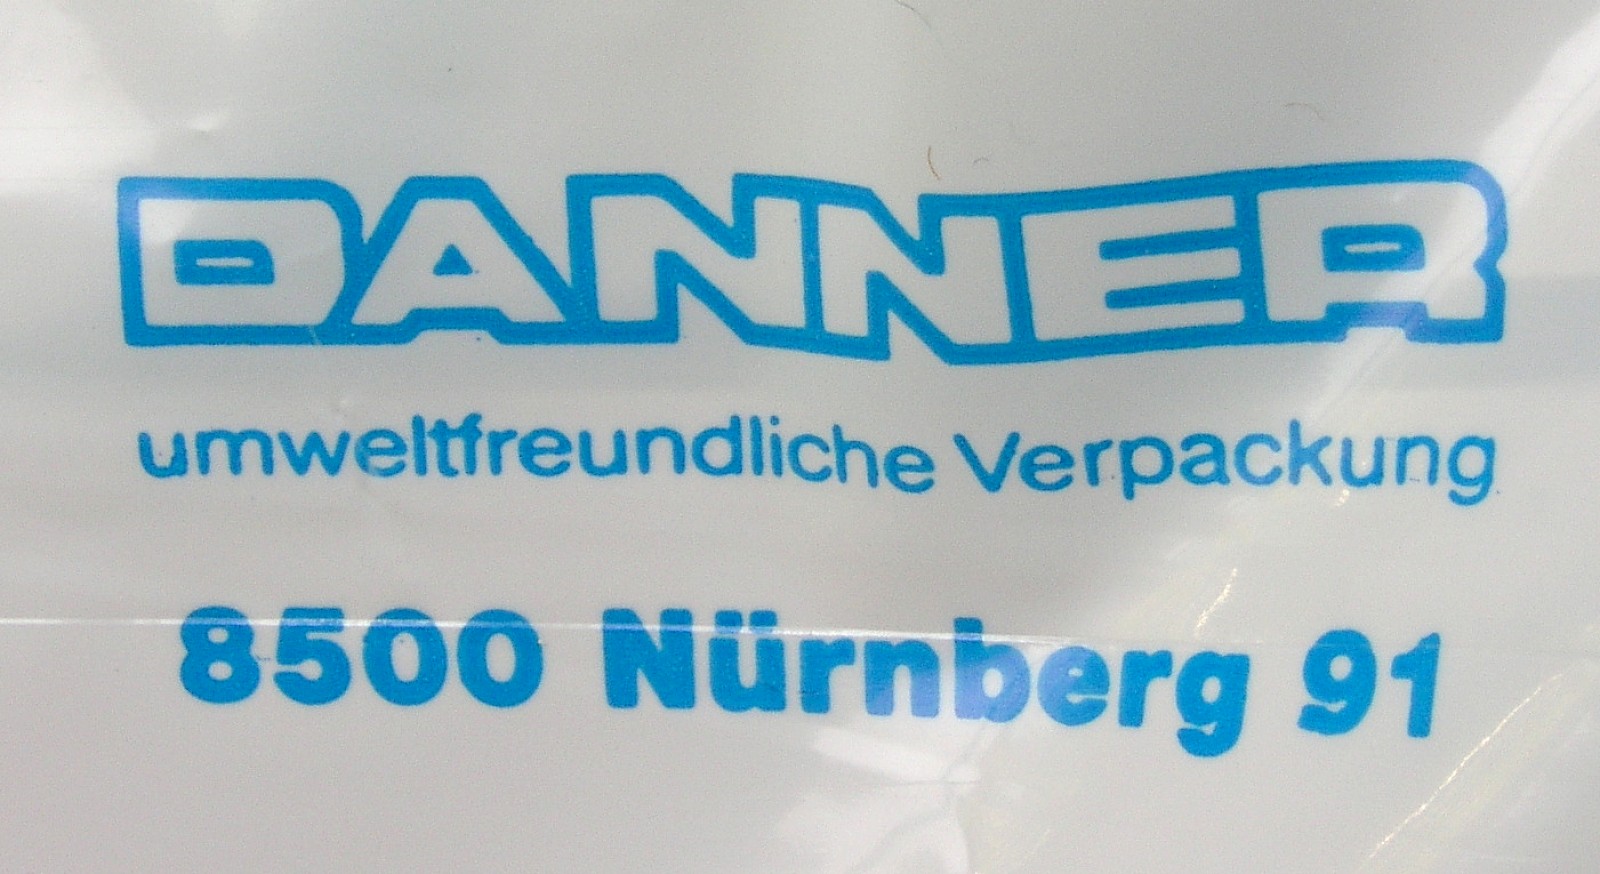 DANNER
umweltfreundliche Verpackung
8500 Nürnberg 91